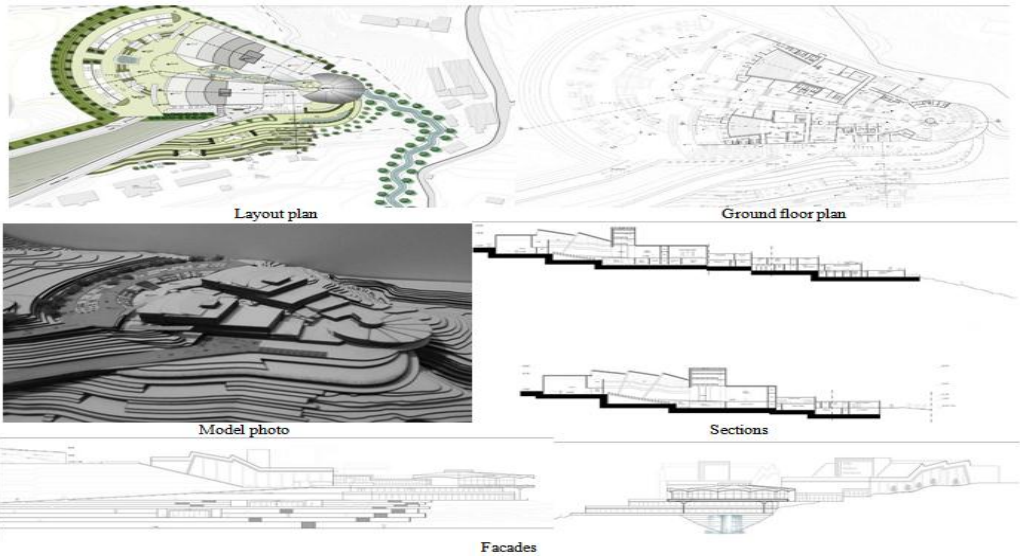 Layout plan
Ground floor plan
Model photo
Sections
Facades